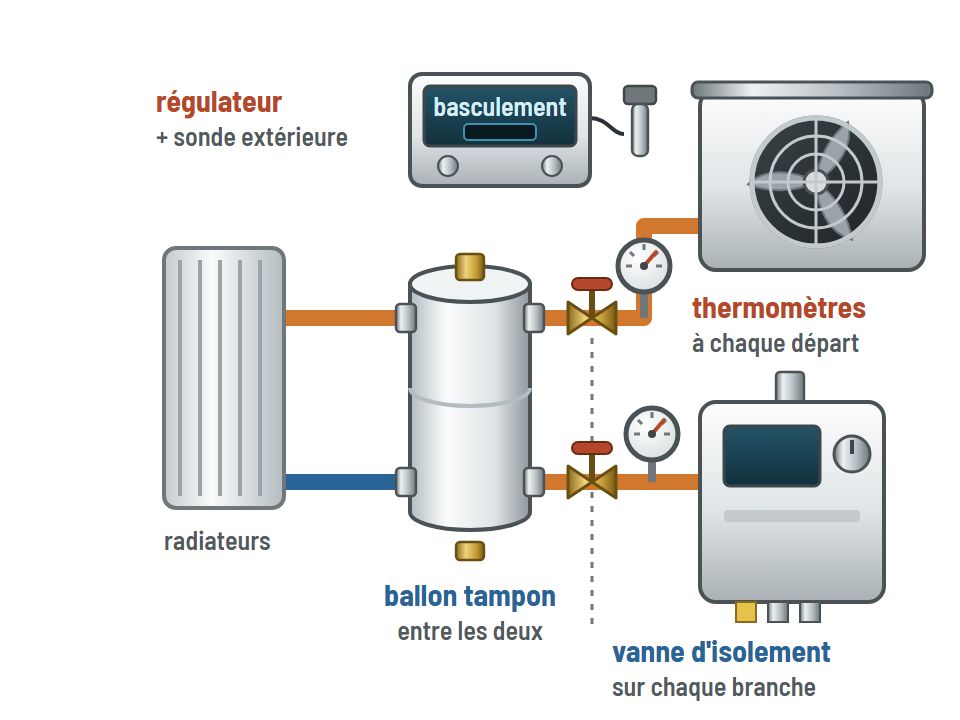 régulateur
+ sonde extérieure
basculement
thermomètres
à chaque départ
radiateurs
ballon tampon
entre les deux
vanne d'isolement
sur chaque branche